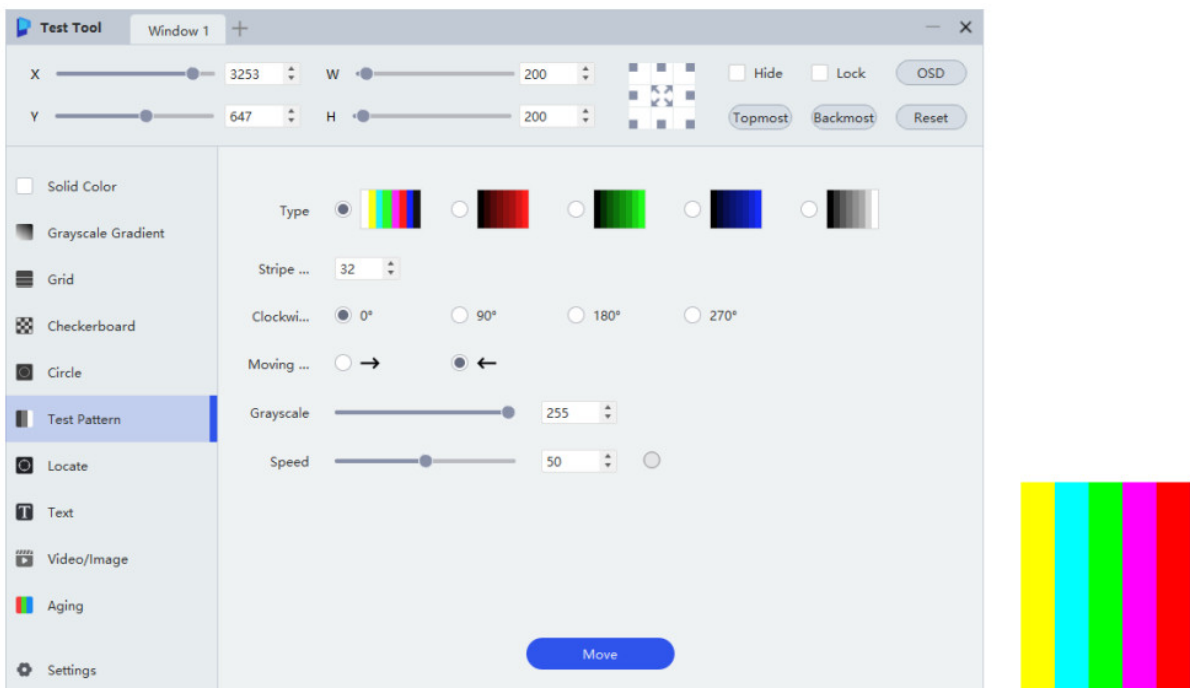 Test Tool Window 1
X 3253 W 200 Hide Lock OSD
Y 647 H 200 Topmost Backmost Reset
Solid Color
Grayscale Gradient
Grid
Checkerboard
Circle
Test Pattern
Locate
Text
Video/Image
Aging
Settings
Type
Stripe ... 32
Clockwi... 0° 90° 180° 270°
Moving ... → ←
Grayscale 255
Speed 50
Move